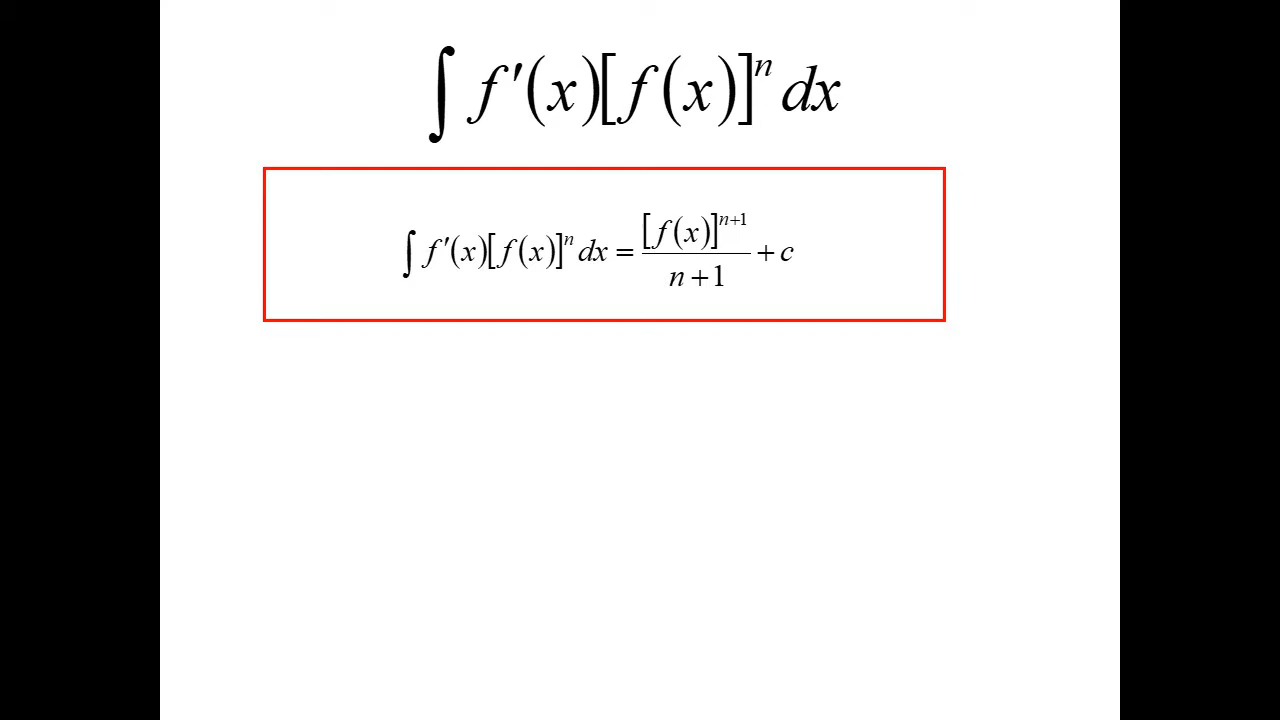 ∫ f′(x)[f(x)]ⁿ dx
∫ f′(x)[f(x)]ⁿ dx = [f(x)]ⁿ⁺¹ / n+1 + c